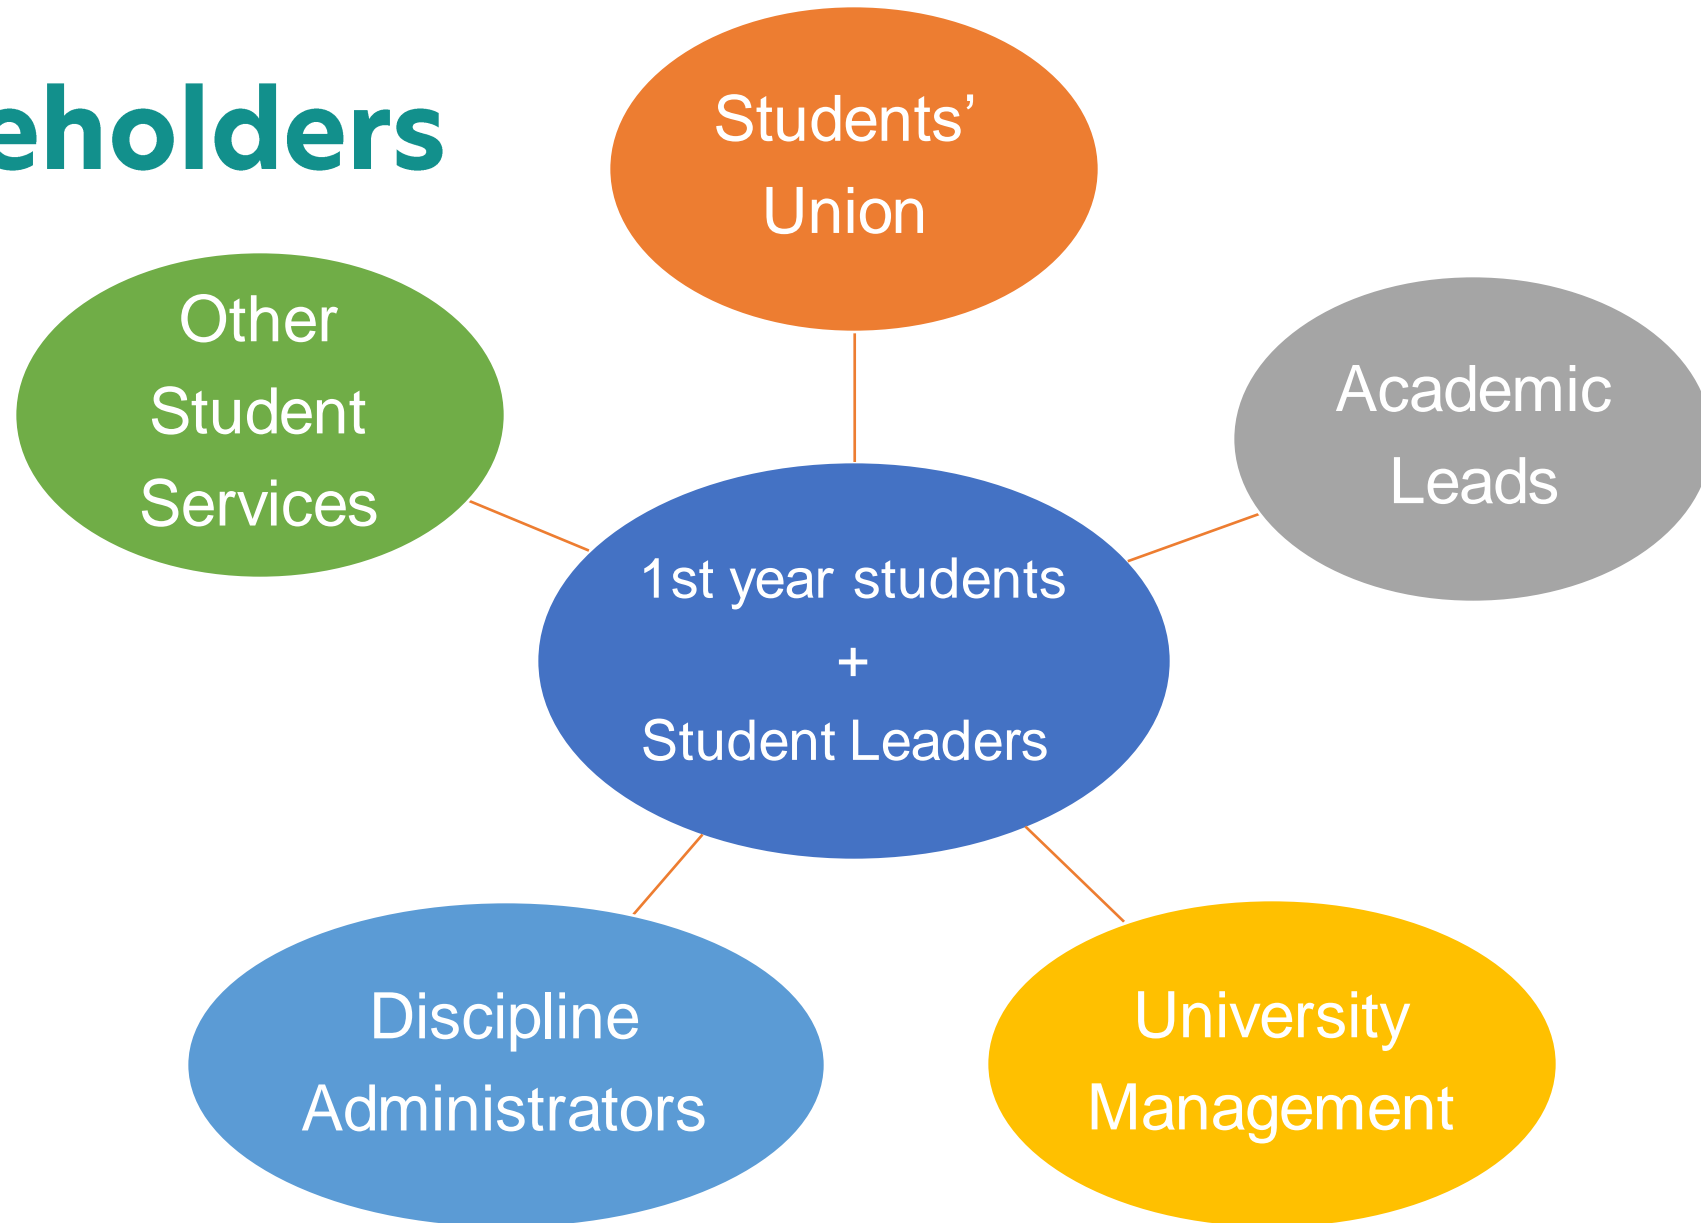 eholders
Students’
Union
Other
Student
Services
Academic
Leads
1st year students
+
Student Leaders
Discipline
Administrators
University
Management